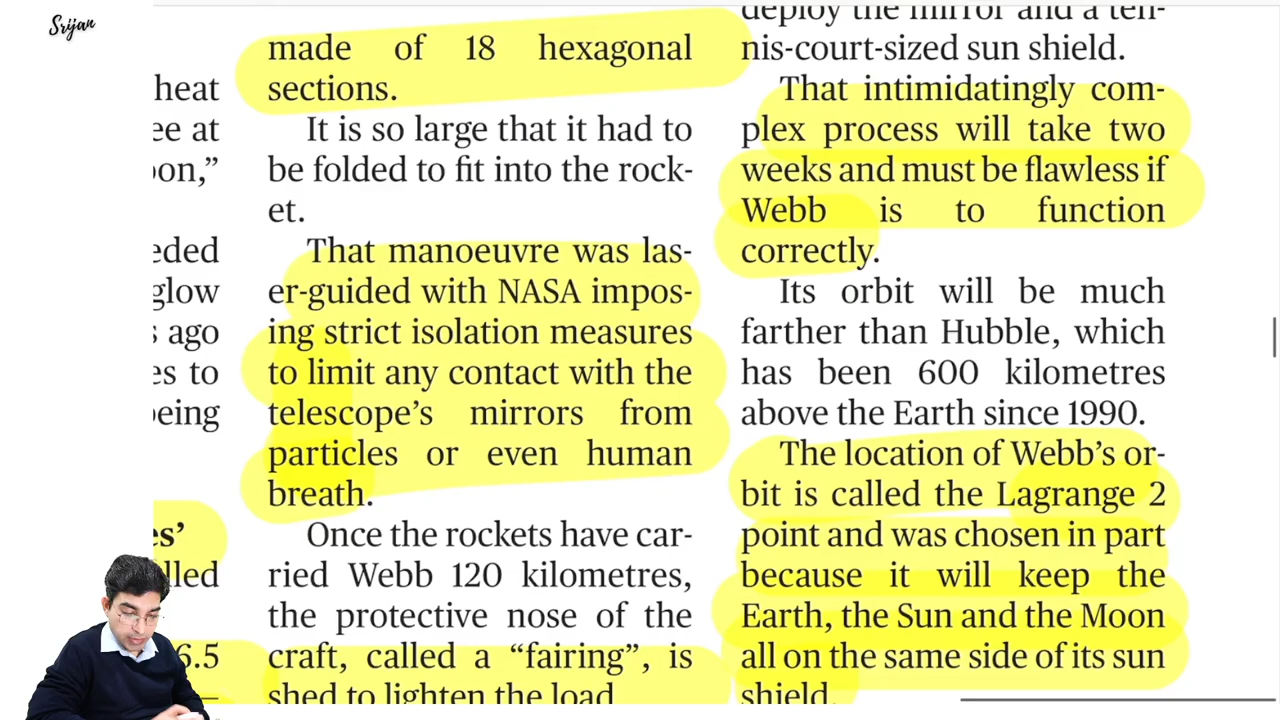 Srijan
heat
ee at
oon,”
eded
glow
s ago
es to
being
es’
lled
6.5
made of 18 hexagonal
sections.
It is so large that it had to
be folded to fit into the rock-
et.
That manoeuvre was las-
er-guided with NASA impos-
ing strict isolation measures
to limit any contact with the
telescope’s mirrors from
particles or even human
breath.
Once the rockets have car-
ried Webb 120 kilometres,
the protective nose of the
craft, called a “fairing”, is
shed to lighten the load.
deploy the mirror and a ten-
nis-court-sized sun shield.
That intimidatingly com-
plex process will take two
weeks and must be flawless if
Webb is to function
correctly.
Its orbit will be much
farther than Hubble, which
has been 600 kilometres
above the Earth since 1990.
The location of Webb’s or-
bit is called the Lagrange 2
point and was chosen in part
because it will keep the
Earth, the Sun and the Moon
all on the same side of its sun
shield.